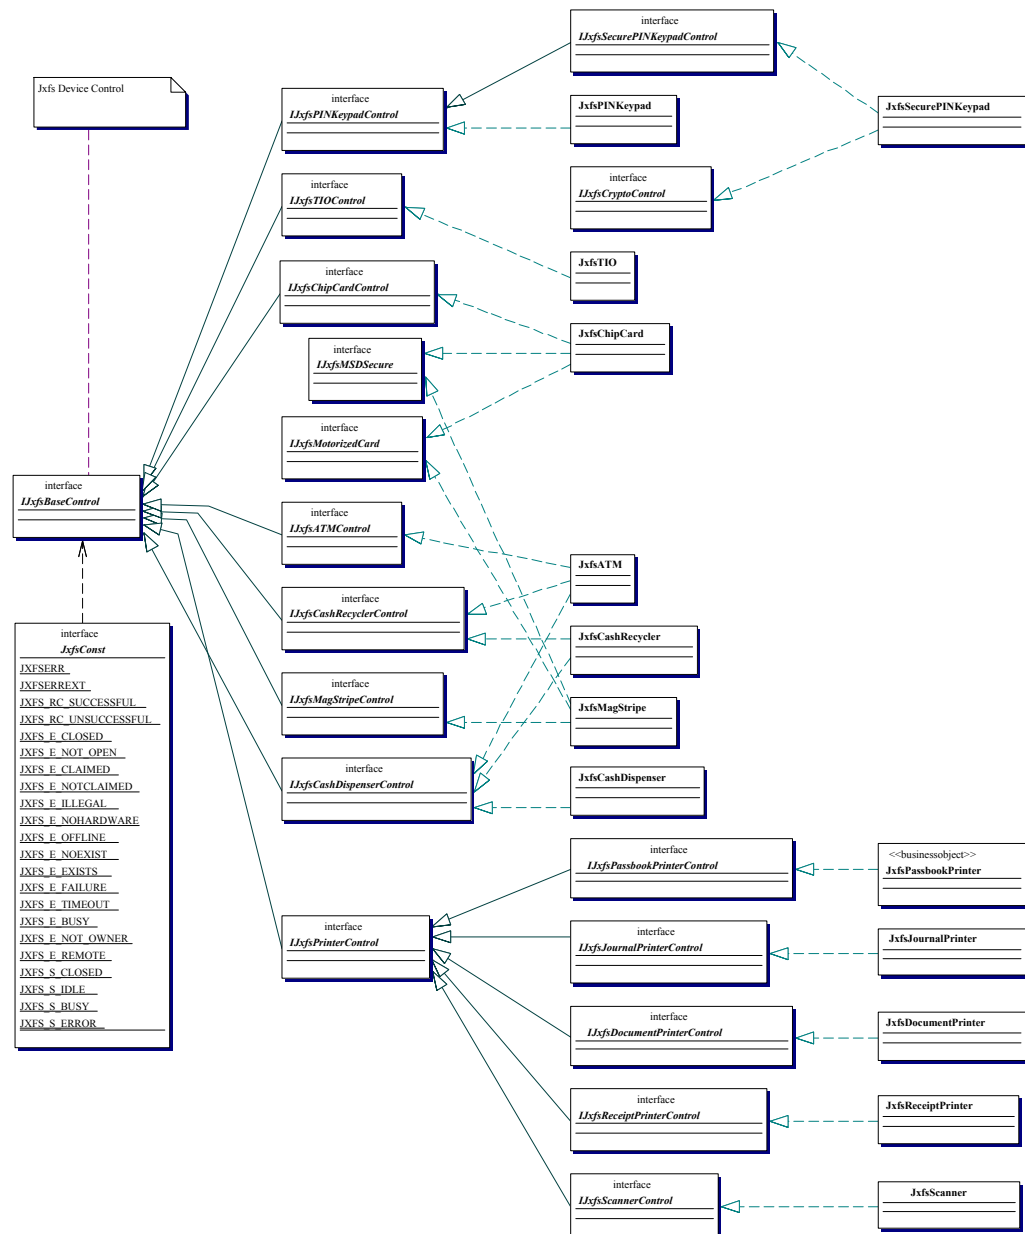 interface
IJxfsSecurePINKeypadControl
Jxfs Device Control
interface
IJxfsPINKeypadControl
JxfsPINKeypad
JxfsSecurePINKeypad
interface
IJxfsTIOControl
interface
IJxfsCryptoControl
interface
IJxfsChipCardControl
JxfsTIO
interface
IJxfsMSDSecure
JxfsChipCard
interface
IJxfsMotorizedCard
interface
IJxfsBaseControl
interface
IJxfsATMControl
JxfsATM
interface
IJxfsCashRecyclerControl
JxfsCashRecycler
interface
IJxfsMagStripeControl
JxfsMagStripe
interface
IJxfsCashDispenserControl
JxfsCashDispenser
interface
JxfsConst
JXFSERR
JXFSERREXT
JXFS_RC_SUCCESSFUL
JXFS_RC_UNSUCCESSFUL
JXFS_E_CLOSED
JXFS_E_NOT_OPEN
JXFS_E_CLAIMED
JXFS_E_NOTCLAIMED
JXFS_E_ILLEGAL
JXFS_E_NOHARDWARE
JXFS_E_OFFLINE
JXFS_E_NOEXIST
JXFS_E_EXISTS
JXFS_E_FAILURE
JXFS_E_TIMEOUT
JXFS_E_BUSY
JXFS_E_NOT_OWNER
JXFS_E_REMOTE
JXFS_S_CLOSED
JXFS_S_IDLE
JXFS_S_BUSY
JXFS_S_ERROR
interface
IJxfsPassbookPrinterControl
<<businessobject>>
JxfsPassbookPrinter
interface
IJxfsPrinterControl
interface
IJxfsJournalPrinterControl
JxfsJournalPrinter
interface
IJxfsDocumentPrinterControl
JxfsDocumentPrinter
interface
IJxfsReceiptPrinterControl
JxfsReceiptPrinter
interface
IJxfsScannerControl
JxfsScanner